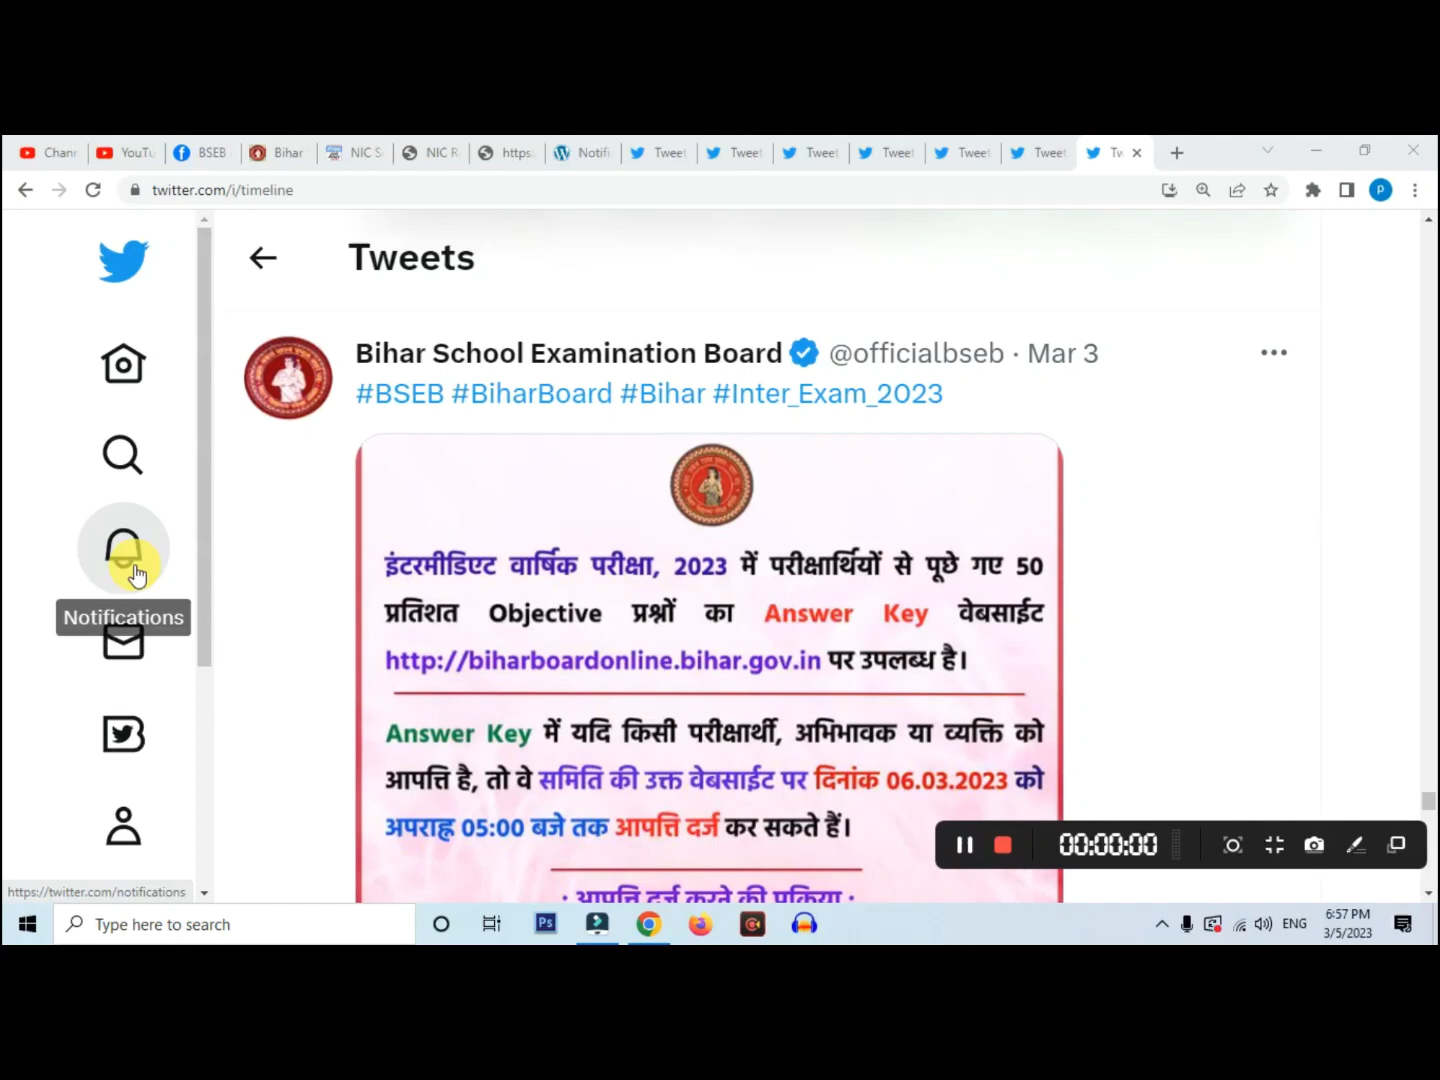 Chann
YouTu
BSEB
Bihar
NIC S
NIC R
https:
Notifi
Tweet
Tweet
Tweet
Tweet
Tweet
Tweet
Tw
twitter.com/i/timeline
P
Tweets
Bihar School Examination Board @officialbseb · Mar 3
#BSEB #BiharBoard #Bihar #Inter_Exam_2023
इंटरमीडिएट वार्षिक परीक्षा, 2023 में परीक्षार्थियों से पूछे गए 50
प्रतिशत Objective प्रश्नों का Answer Key वेबसाईट
http://biharboardonline.bihar.gov.in पर उपलब्ध है।
Answer Key में यदि किसी परीक्षार्थी, अभिभावक या व्यक्ति को
आपत्ति है, तो वे समिति की उक्त वेबसाईट पर दिनांक 06.03.2023 को
अपराह्न 05:00 बजे तक आपत्ति दर्ज कर सकते हैं।
: आपत्ति दर्ज करने की प्रक्रिया :
Notifications
00:00:00
https://twitter.com/notifications
Type here to search
Ps
ENG
6:57 PM
3/5/2023